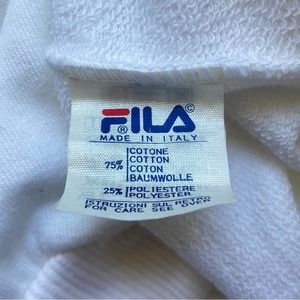 FILA ©
®
MADE IN ITALY
COTONE
75% COTTON
COTON
BAUMWOLLE
25% POLIESTERE
POLYESTER
ISTRUZIONI SUL RETRO
FOR CARE SEE OVER